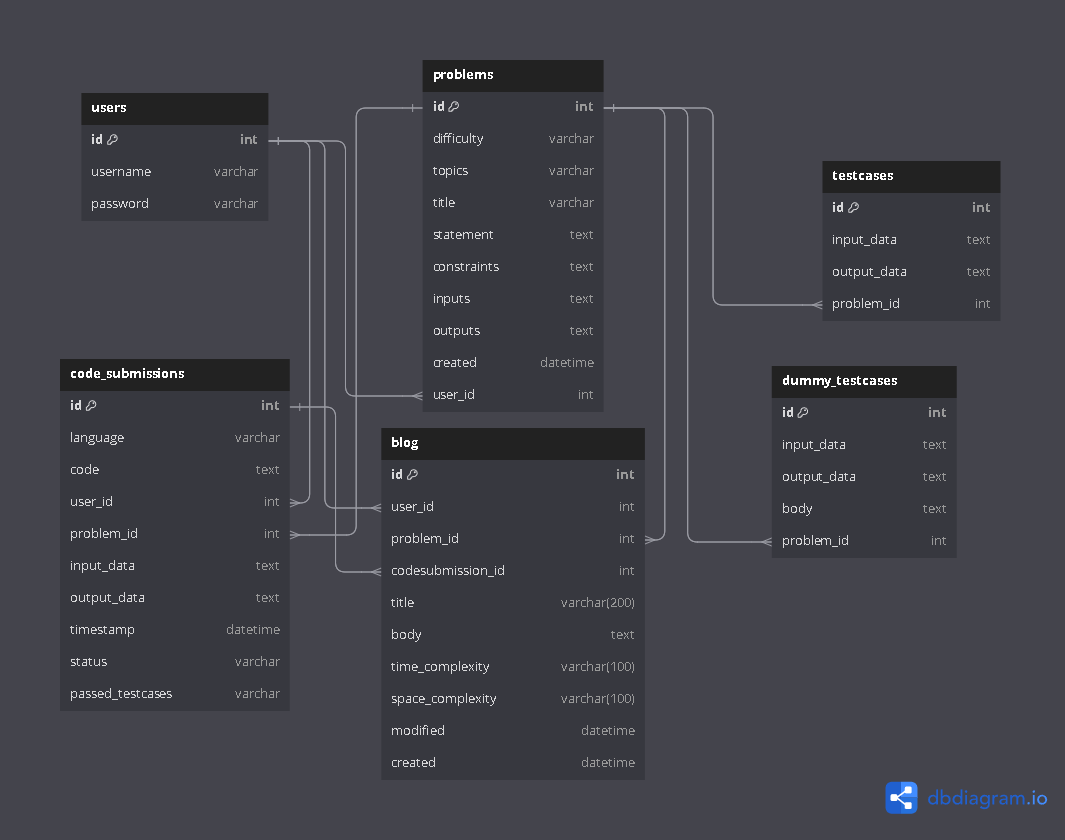 users
id int
username varchar
password varchar
problems
id int
difficulty varchar
topics varchar
title varchar
statement text
constraints text
inputs text
outputs text
created datetime
user_id int
testcases
id int
input_data text
output_data text
problem_id int
code_submissions
id int
language varchar
code text
user_id int
problem_id int
input_data text
output_data text
timestamp datetime
status varchar
passed_testcases varchar
blog
id int
user_id int
problem_id int
codesubmission_id int
title varchar(200)
body text
time_complexity varchar(100)
space_complexity varchar(100)
modified datetime
created datetime
dummy_testcases
id int
input_data text
output_data text
body text
problem_id int
dbdiagram.io